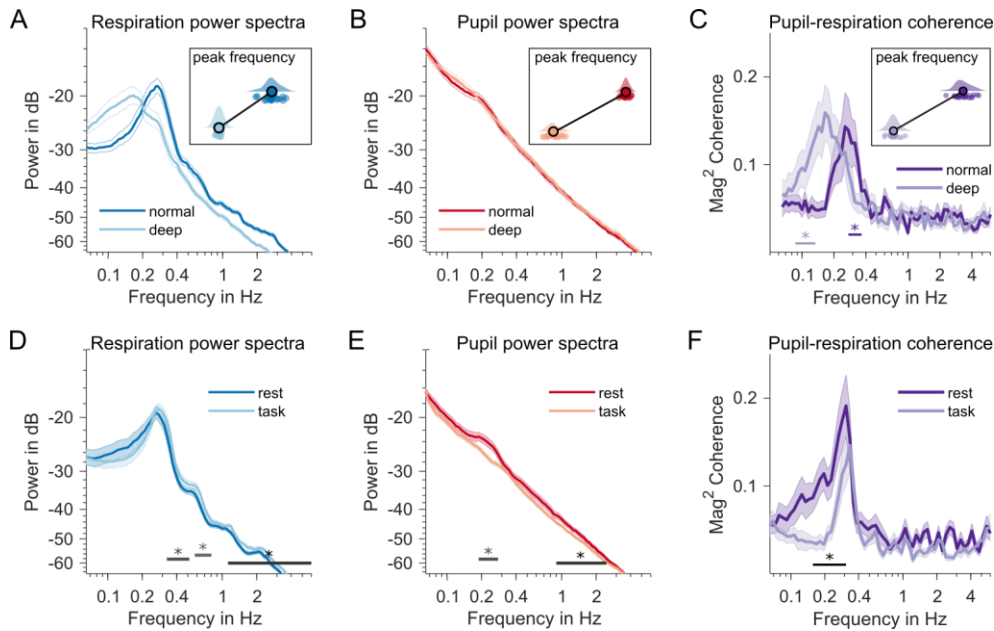 A Respiration power spectra
Power in dB
-20
-30
-40
-50
-60
peak frequency
normal
deep
0.1 0.2 0.4 1 2
Frequency in Hz
B Pupil power spectra
Power in dB
-20
-30
-40
-50
-60
peak frequency
normal
deep
0.1 0.2 0.4 1 2
Frequency in Hz
C Pupil-respiration coherence
Mag² Coherence
0.2
0.1
peak frequency
normal
deep
* *
0.1 0.2 0.4 1 2 4
Frequency in Hz
D Respiration power spectra
Power in dB
-20
-30
-40
-50
-60
rest
task
* * *
0.1 0.2 0.4 1 2
Frequency in Hz
E Pupil power spectra
Power in dB
-20
-30
-40
-50
-60
rest
task
* *
0.1 0.2 0.4 1 2
Frequency in Hz
F Pupil-respiration coherence
Mag² Coherence
0.2
0.1
rest
task
*
0.1 0.2 0.4 1 2 4
Frequency in Hz